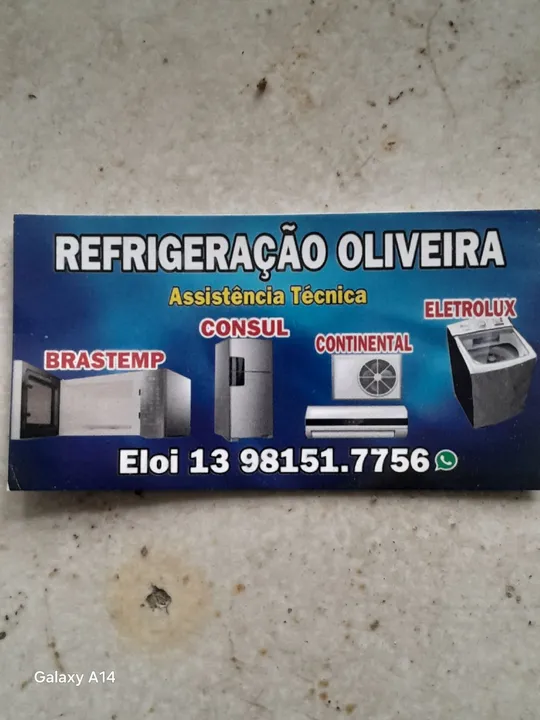 REFRIGERAÇÃO OLIVEIRA
Assistência Técnica
ELETROLUX
CONSUL
CONTINENTAL
BRASTEMP
Eloi 13 98151.7756
Galaxy A14